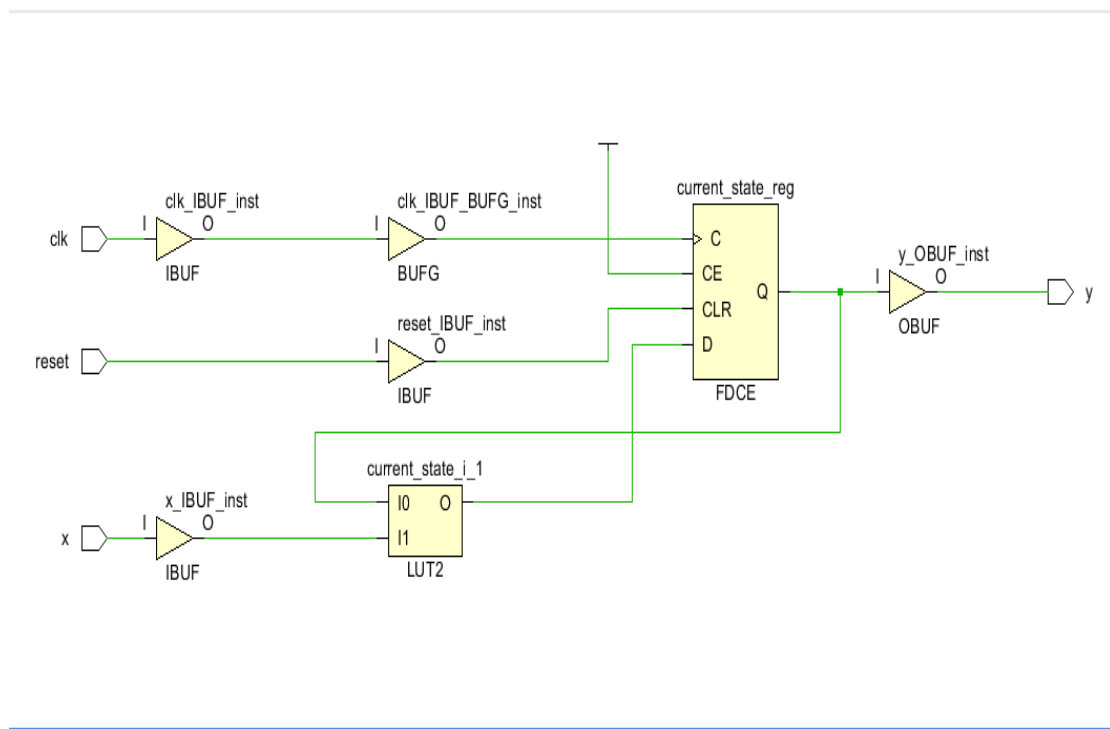 current_state_reg
clk_IBUF_inst
clk_IBUF_BUFG_inst
clk
I
O
I
O
C
IBUF
BUFG
CE
y_OBUF_inst
I
O
Q
y
CLR
reset_IBUF_inst
OBUF
reset
I
O
D
IBUF
FDCE
current_state_i_1
x_IBUF_inst
I0
O
x
I
O
I1
IBUF
LUT2